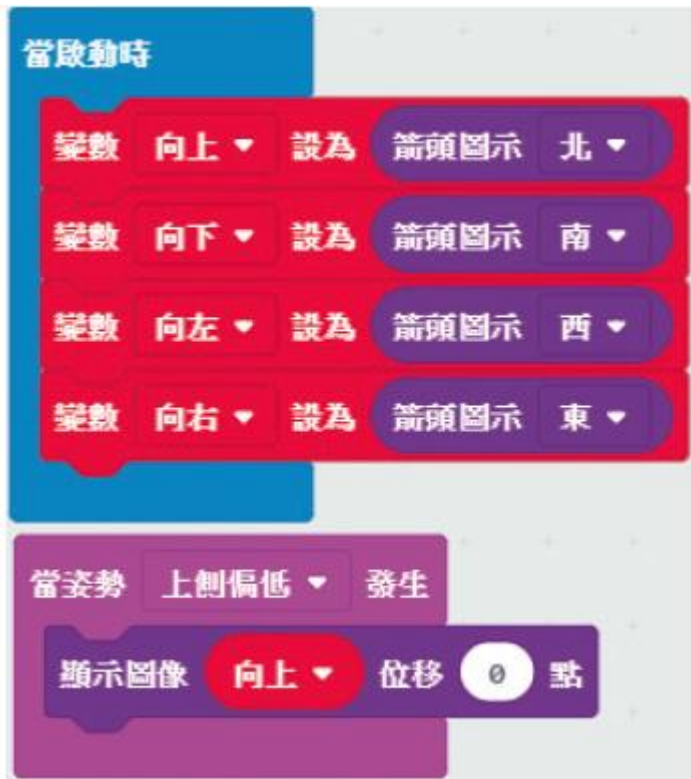 當啟動時
變數 向上 設為 箭頭圖示 北
變數 向下 設為 箭頭圖示 南
變數 向左 設為 箭頭圖示 西
變數 向右 設為 箭頭圖示 東
當姿勢 上側偏低 發生
顯示圖像 向上 位移 0 點